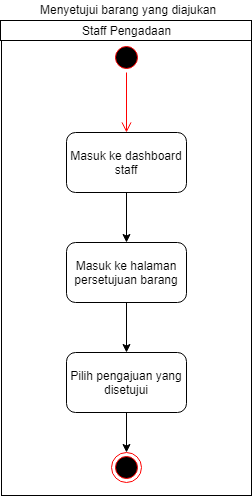 Menyetujui barang yang diajukan
Staff Pengadaan
Masuk ke dashboard
staff
Masuk ke halaman
persetujuan barang
Pilih pengajuan yang
disetujui